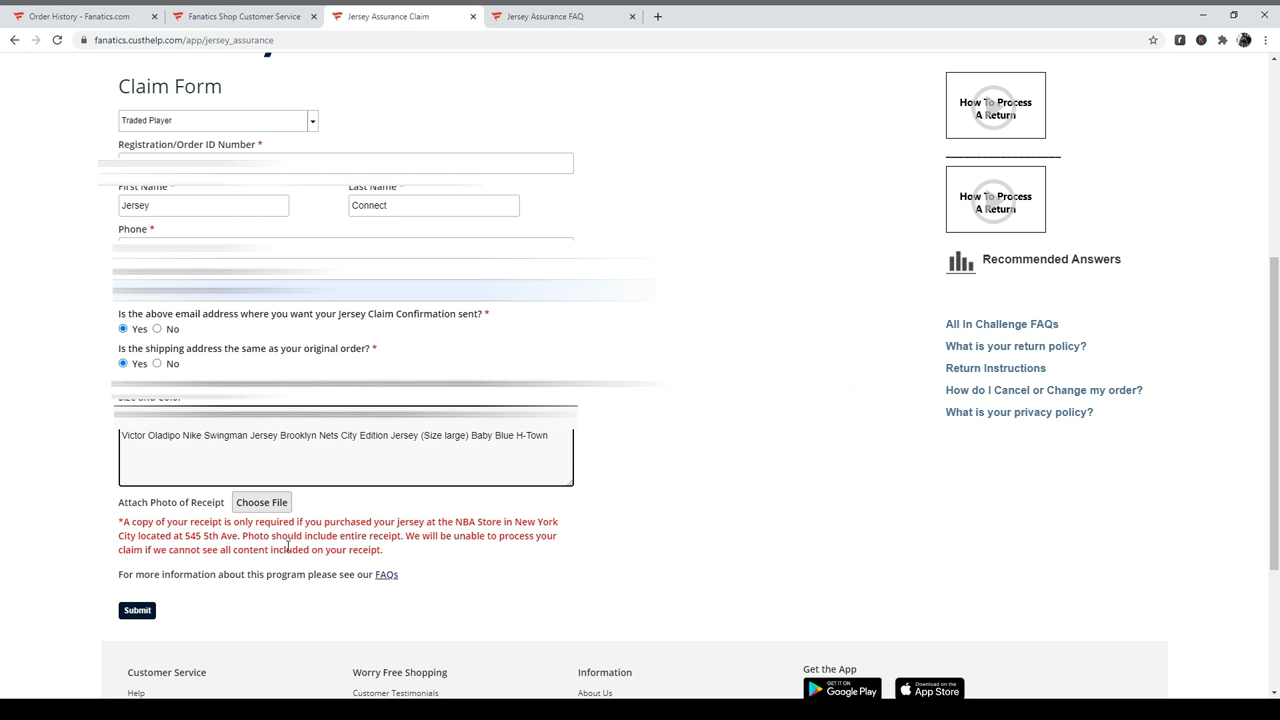 Order History - Fanatics.com
Fanatics Shop Customer Service
Jersey Assurance Claim
Jersey Assurance FAQ
fanatics.custhelp.com/app/jersey_assurance
Claim Form
Traded Player
Registration/Order ID Number *
First Name * Last Name *
Jersey Connect
Phone *
Is the above email address where you want your Jersey Claim Confirmation sent? *
Yes No
Is the shipping address the same as your original order? *
Yes No
Size and Color
Victor Oladipo Nike Swingman Jersey Brooklyn Nets City Edition Jersey (Size large) Baby Blue H-Town
Attach Photo of Receipt Choose File
*A copy of your receipt is only required if you purchased your jersey at the NBA Store in New York
City located at 545 5th Ave. Photo should include entire receipt. We will be unable to process your
claim if we cannot see all content included on your receipt.
For more information about this program please see our FAQs
Submit
How To Process
A Return
How To Process
A Return
Recommended Answers
All In Challenge FAQs
What is your return policy?
Return Instructions
How do I Cancel or Change my order?
What is your privacy policy?
Customer Service
Help
Worry Free Shopping
Customer Testimonials
Information
About Us
Get the App
GET IT ON
Google Play
Download on the
App Store